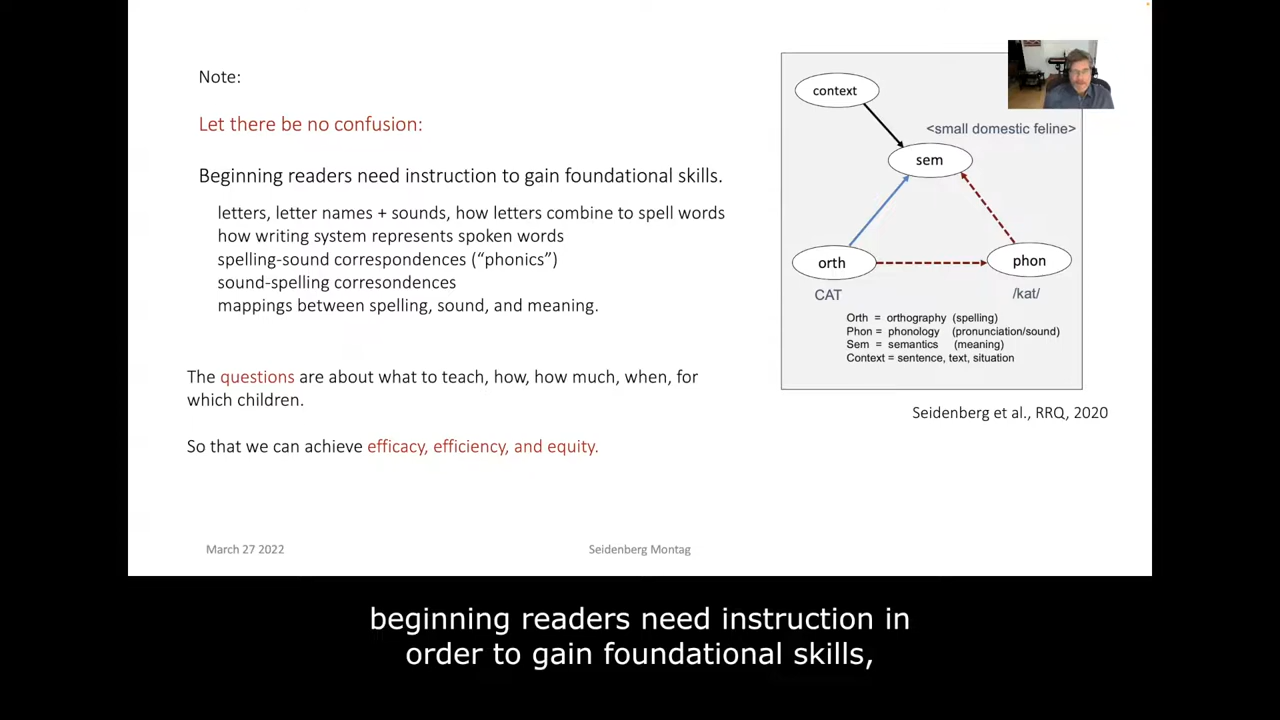 Note:
Let there be no confusion:
Beginning readers need instruction to gain foundational skills.
letters, letter names + sounds, how letters combine to spell words
how writing system represents spoken words
spelling-sound correspondences (“phonics”)
sound-spelling corresondences
mappings between spelling, sound, and meaning.
The questions are about what to teach, how, how much, when, for
which children.
So that we can achieve efficacy, efficiency, and equity.
context
<small domestic feline>
sem
orth
phon
CAT
/kat/
Orth = orthography (spelling)
Phon = phonology (pronunciation/sound)
Sem = semantics (meaning)
Context = sentence, text, situation
Seidenberg et al., RRQ, 2020
March 27 2022
Seidenberg Montag
beginning readers need instruction in
order to gain foundational skills,